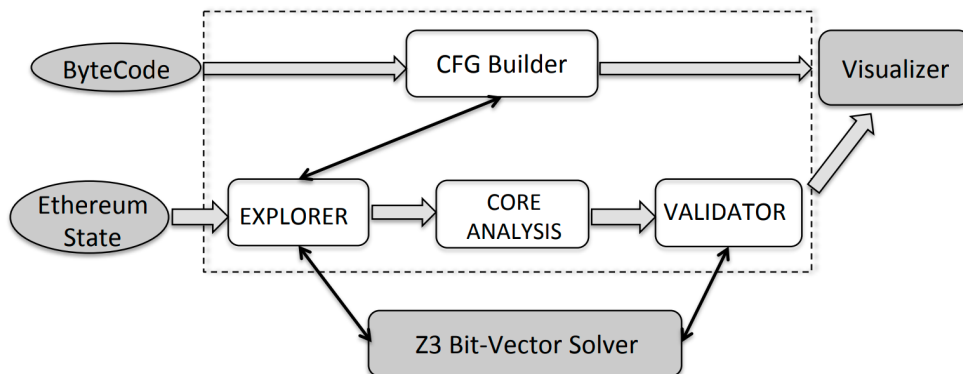 ByteCode
CFG Builder
Visualizer
Ethereum
State
EXPLORER
CORE
ANALYSIS
VALIDATOR
Z3 Bit-Vector Solver